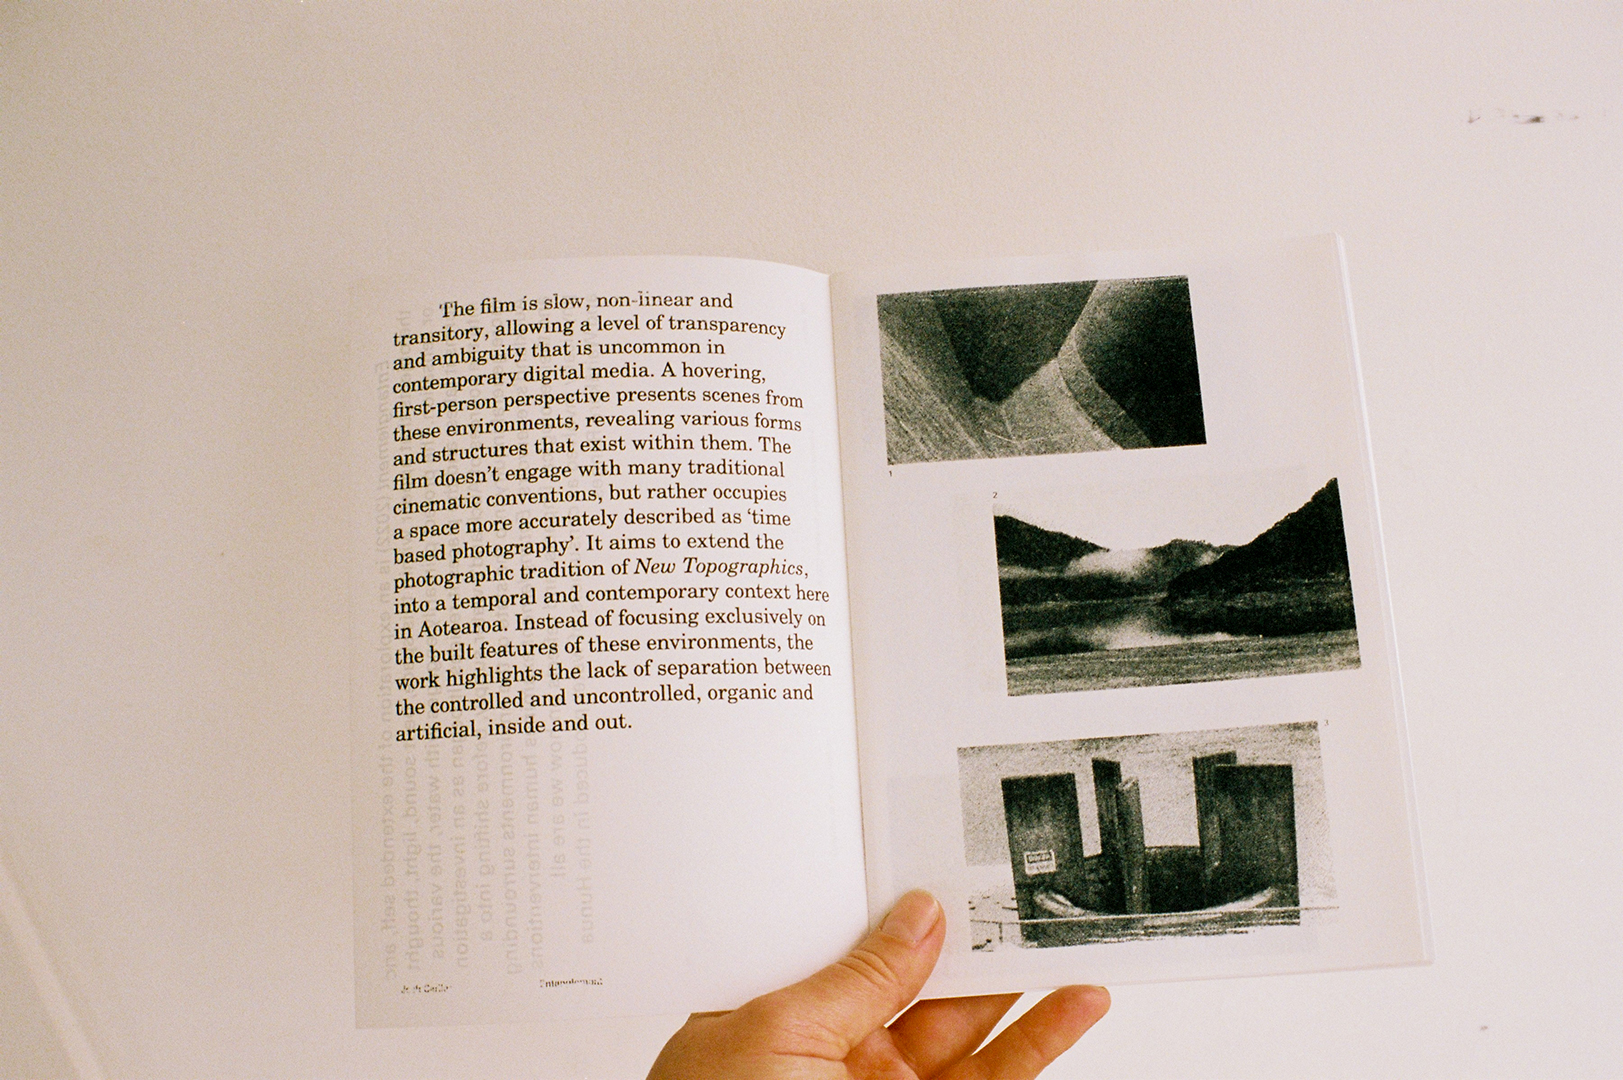 The film is slow, non-linear and
transitory, allowing a level of transparency
and ambiguity that is uncommon in
contemporary digital media. A hovering,
first-person perspective presents scenes from
these environments, revealing various forms
and structures that exist within them. The
film doesn’t engage with many traditional
cinematic conventions, but rather occupies
a space more accurately described as ‘time
based photography’. It aims to extend the
photographic tradition of New Topographics,
into a temporal and contemporary context here
in Aotearoa. Instead of focusing exclusively on
the built features of these environments, the
work highlights the lack of separation between
the controlled and uncontrolled, organic and
artificial, inside and out.
1
2
3